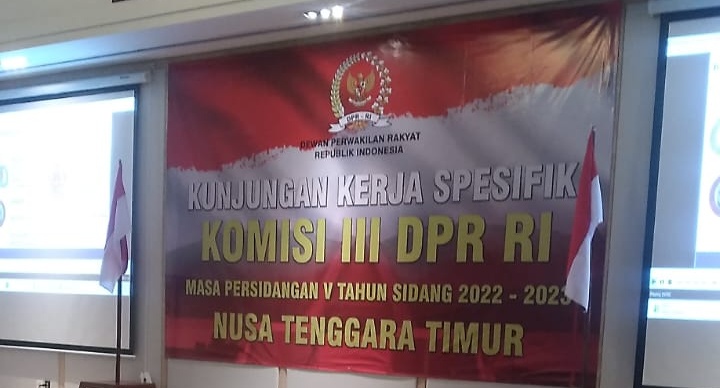 DPR - RI
DEWAN PERWAKILAN RAKYAT
REPUBLIK INDONESIA
KUNJUNGAN KERJA SPESIFIK
KOMISI III DPR RI
MASA PERSIDANGAN V TAHUN SIDANG 2022 - 2023
NUSA TENGGARA TIMUR